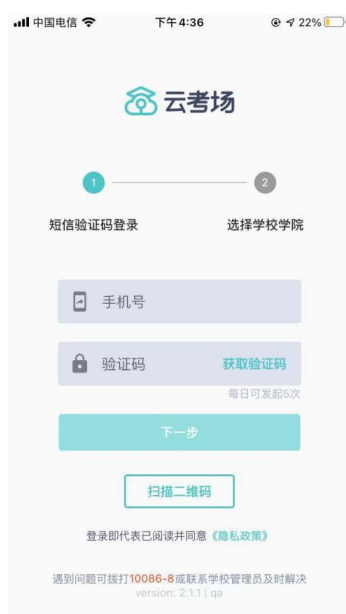 中国电信 下午4:36 22%
云考场
1 2
短信验证码登录 选择学校学院
手机号
验证码 获取验证码
每日可发起5次
下一步
扫描二维码
登录即代表已阅读并同意《隐私政策》
遇到问题可拨打10086-8或联系学校管理员及时解决
version: 2.1.1 | qa